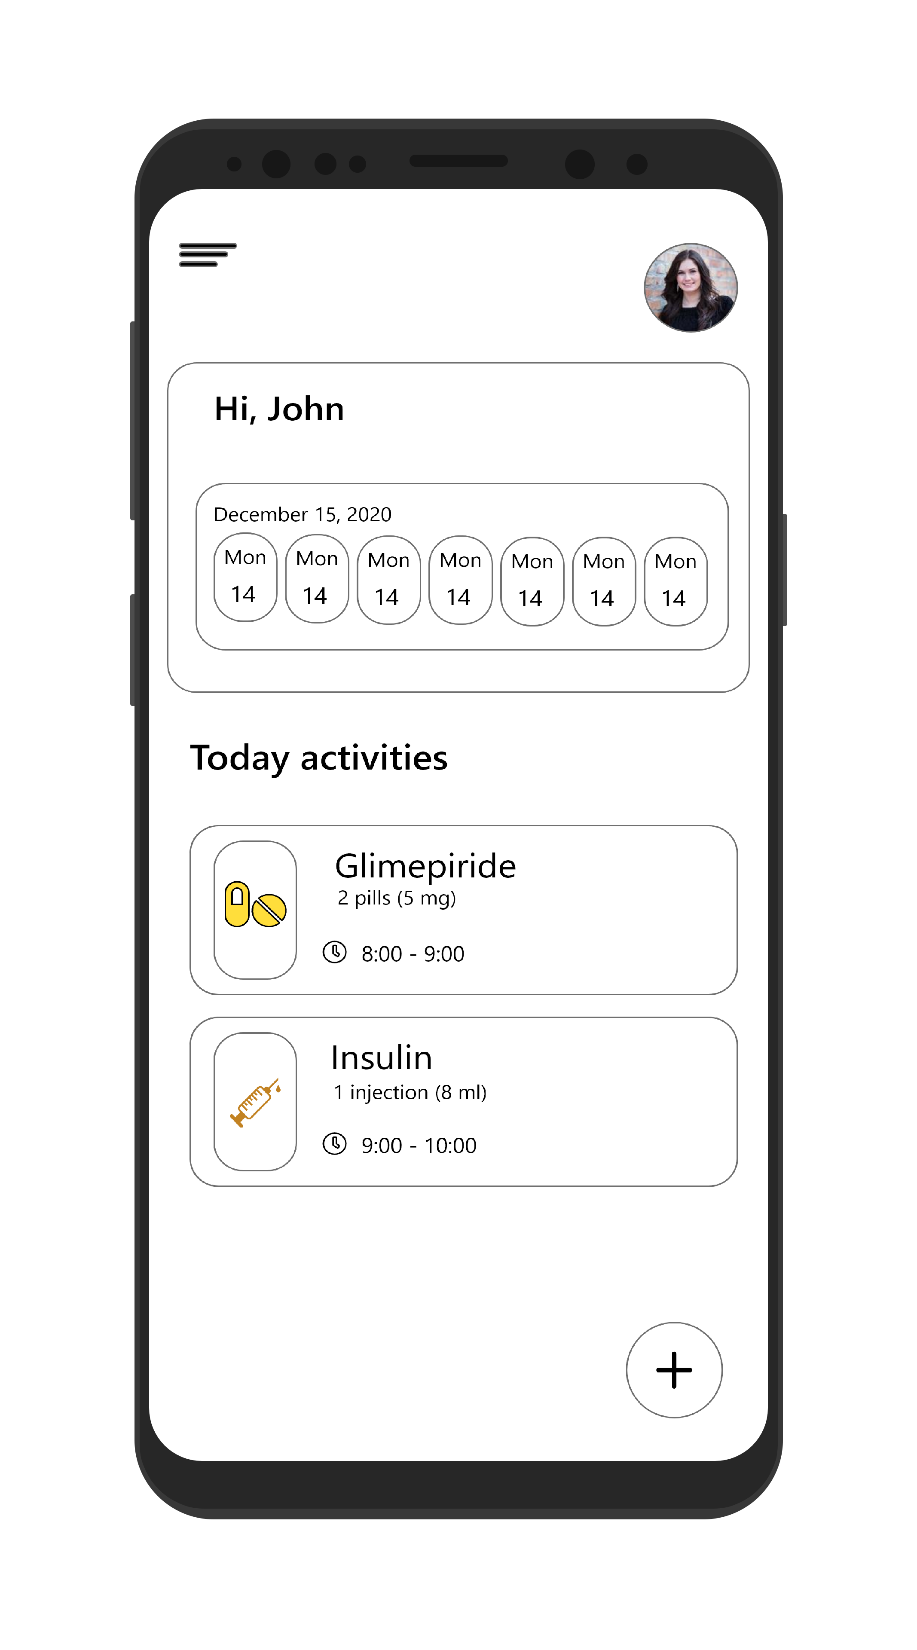 Hi, John
December 15, 2020
Mon Mon Mon Mon Mon Mon Mon
14 14 14 14 14 14 14
Today activities
Glimepiride
2 pills (5 mg)
8:00 - 9:00
Insulin
1 injection (8 ml)
9:00 - 10:00